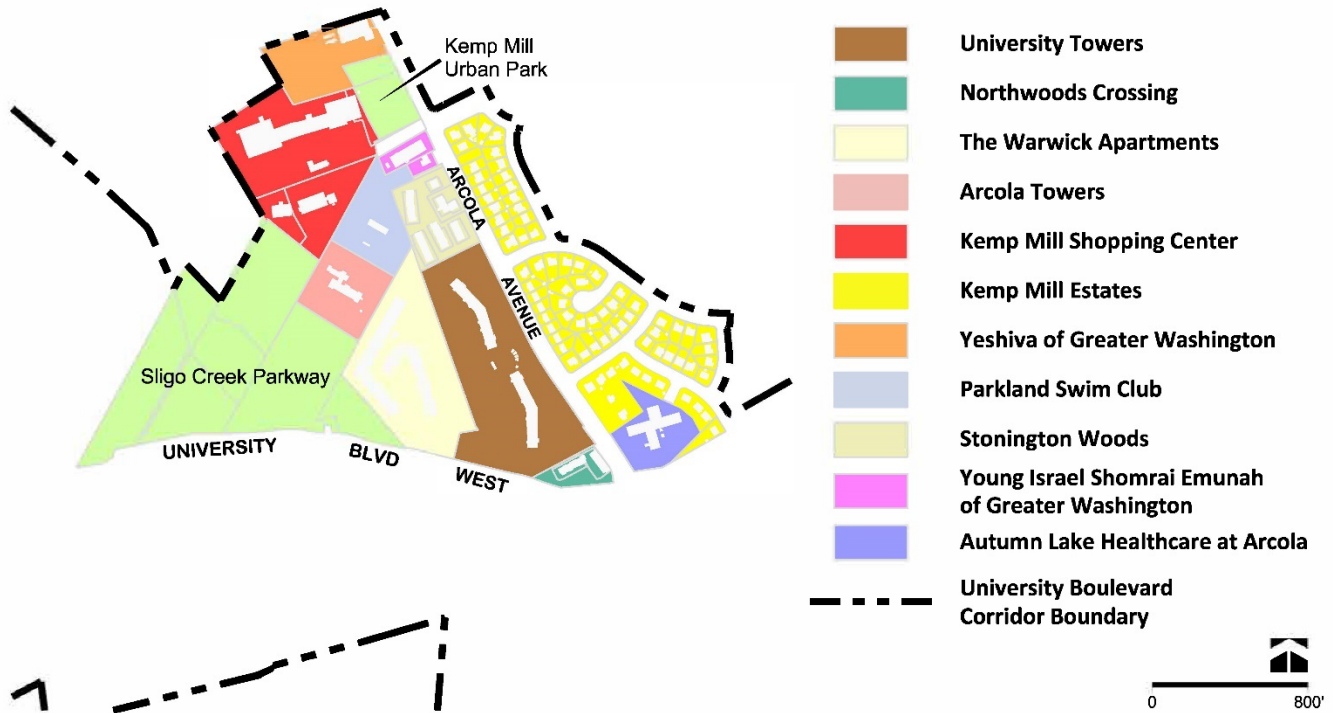 Kemp Mill
Urban Park
ARCOLA
AVENUE
Sligo Creek Parkway
UNIVERSITY
BLVD
WEST
University Towers
Northwoods Crossing
The Warwick Apartments
Arcola Towers
Kemp Mill Shopping Center
Kemp Mill Estates
Yeshiva of Greater Washington
Parkland Swim Club
Stonington Woods
Young Israel Shomrai Emunah
of Greater Washington
Autumn Lake Healthcare at Arcola
University Boulevard
Corridor Boundary
0 800'